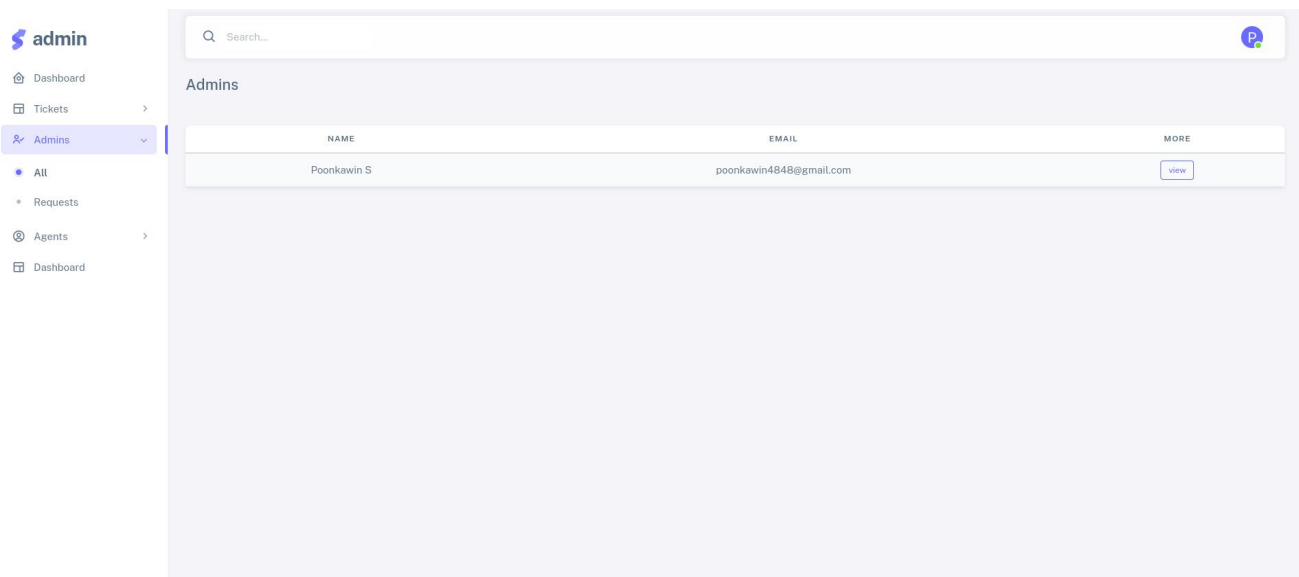 admin
Dashboard
Tickets
Admins
All
Requests
Agents
Dashboard
Search...
P
Admins
NAME EMAIL MORE
Poonkawin S poonkawin4848@gmail.com view